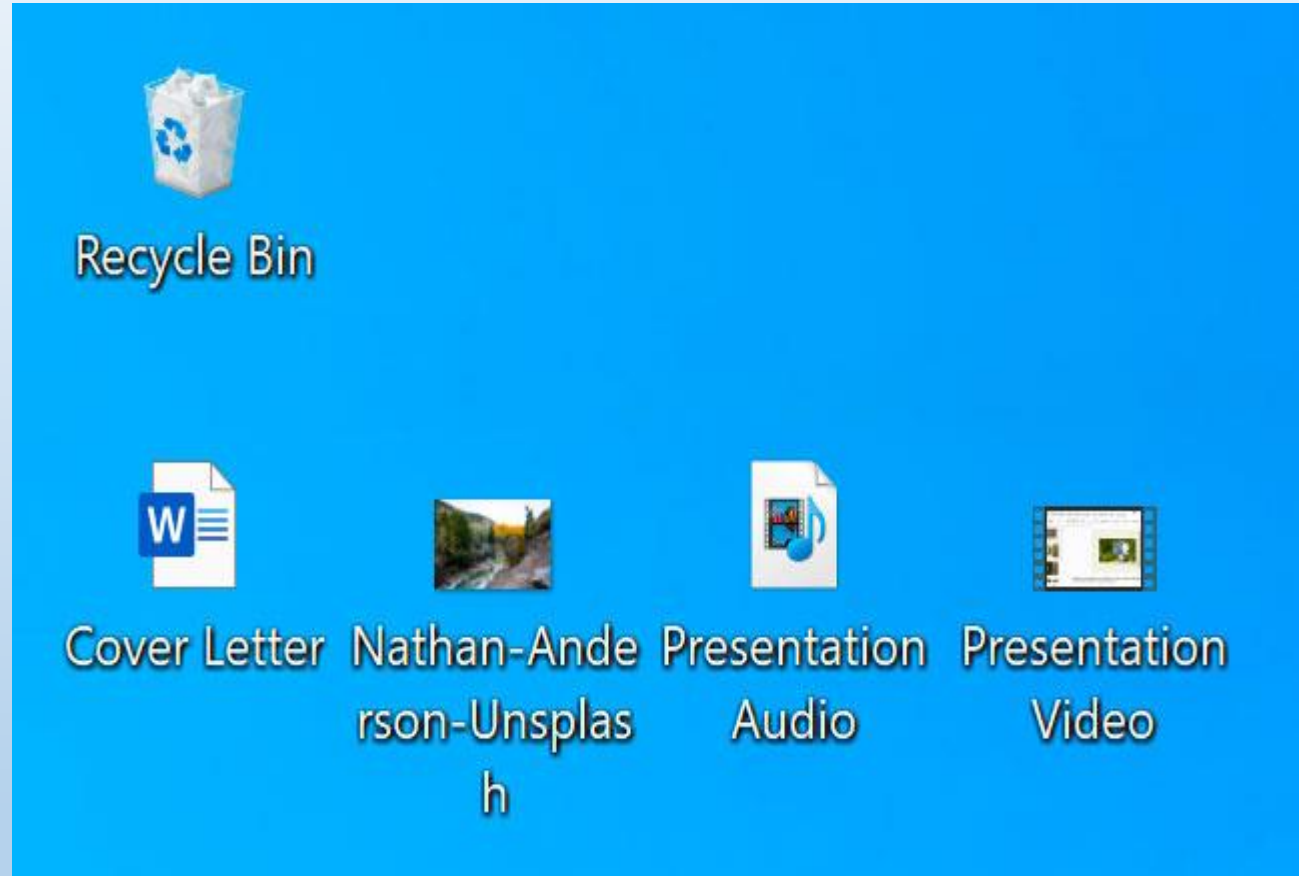 Recycle Bin
W
Cover Letter
Nathan-Ande
rson-Unsplas
h
Presentation
Audio
Presentation
Video